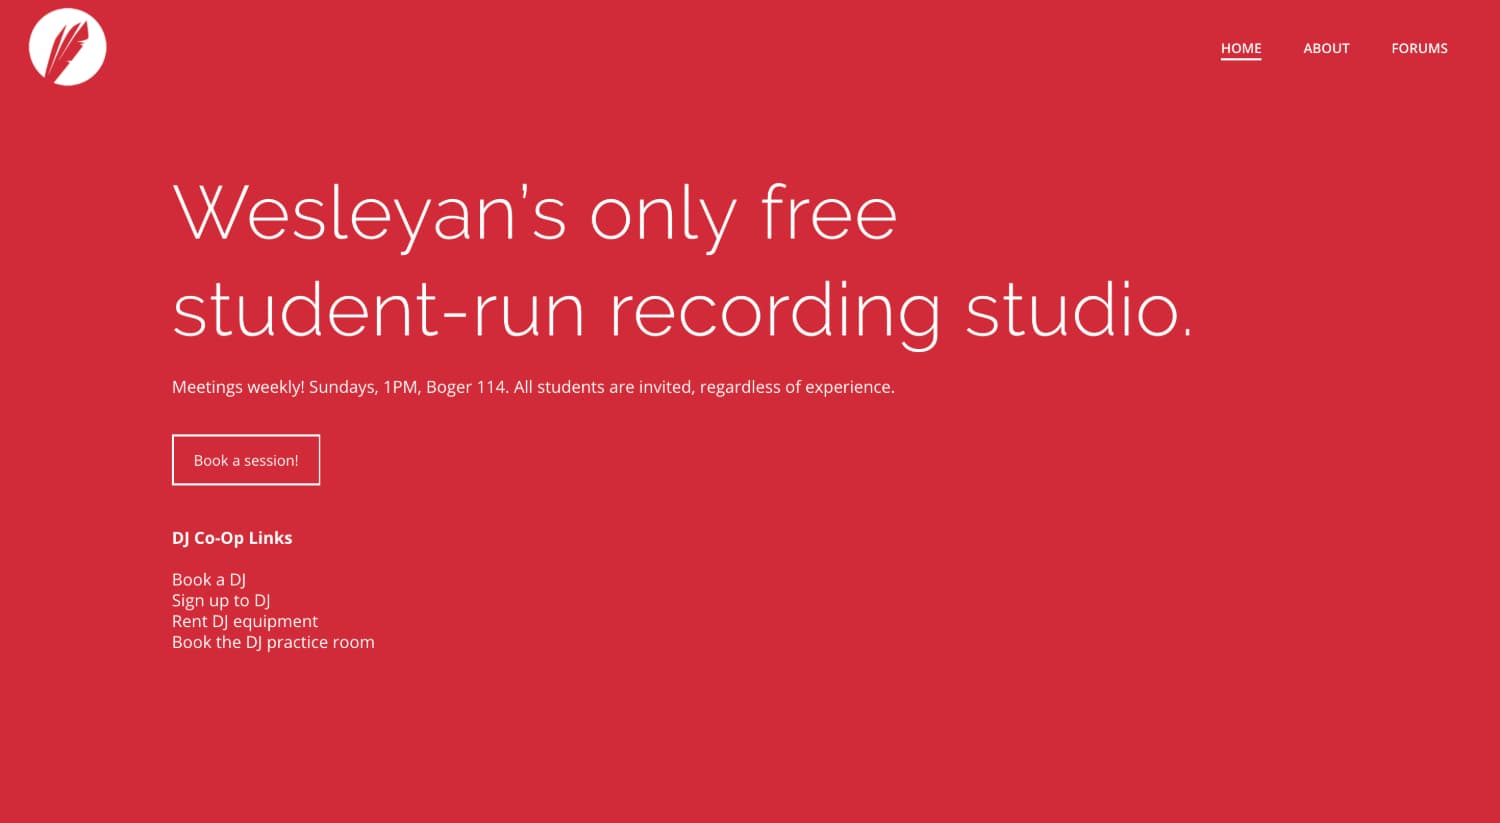 HOME ABOUT FORUMS
Wesleyan’s only free
student-run recording studio.
Meetings weekly! Sundays, 1PM, Boger 114. All students are invited, regardless of experience.
Book a session!
DJ Co-Op Links
Book a DJ
Sign up to DJ
Rent DJ equipment
Book the DJ practice room